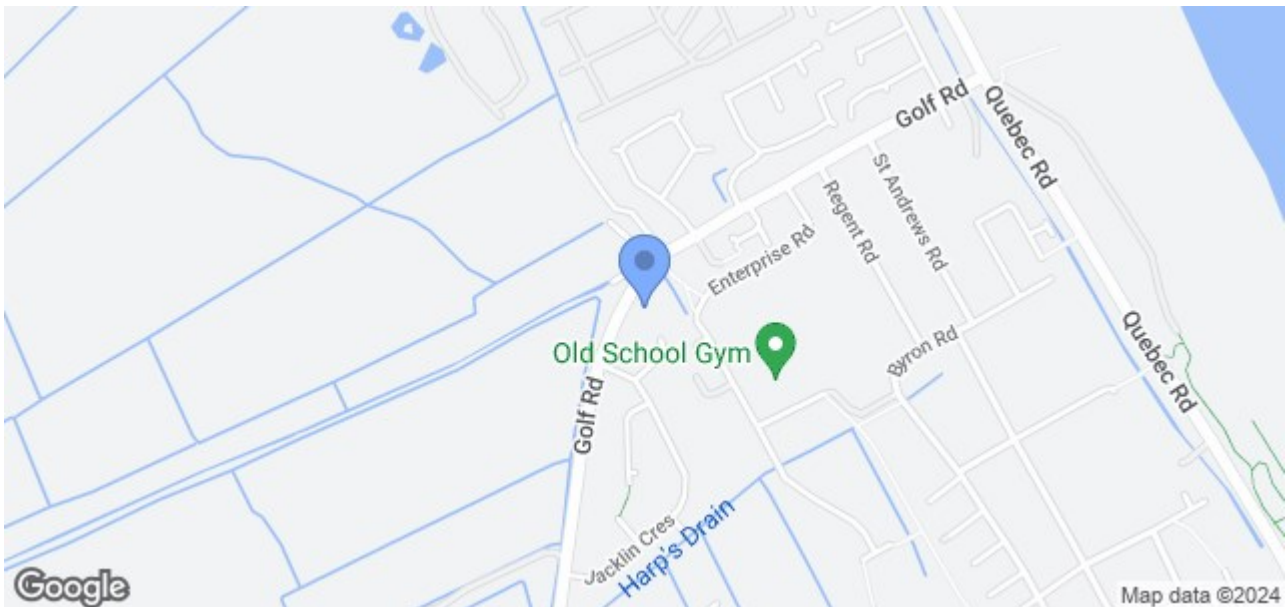 Golf Rd
Quebec Rd
St Andrews Rd
Regent Rd
Enterprise Rd
Old School Gym
Byron Rd
Quebec Rd
Golf Rd
Jacklin Cres
Harp's Drain
Google
Map data ©2024